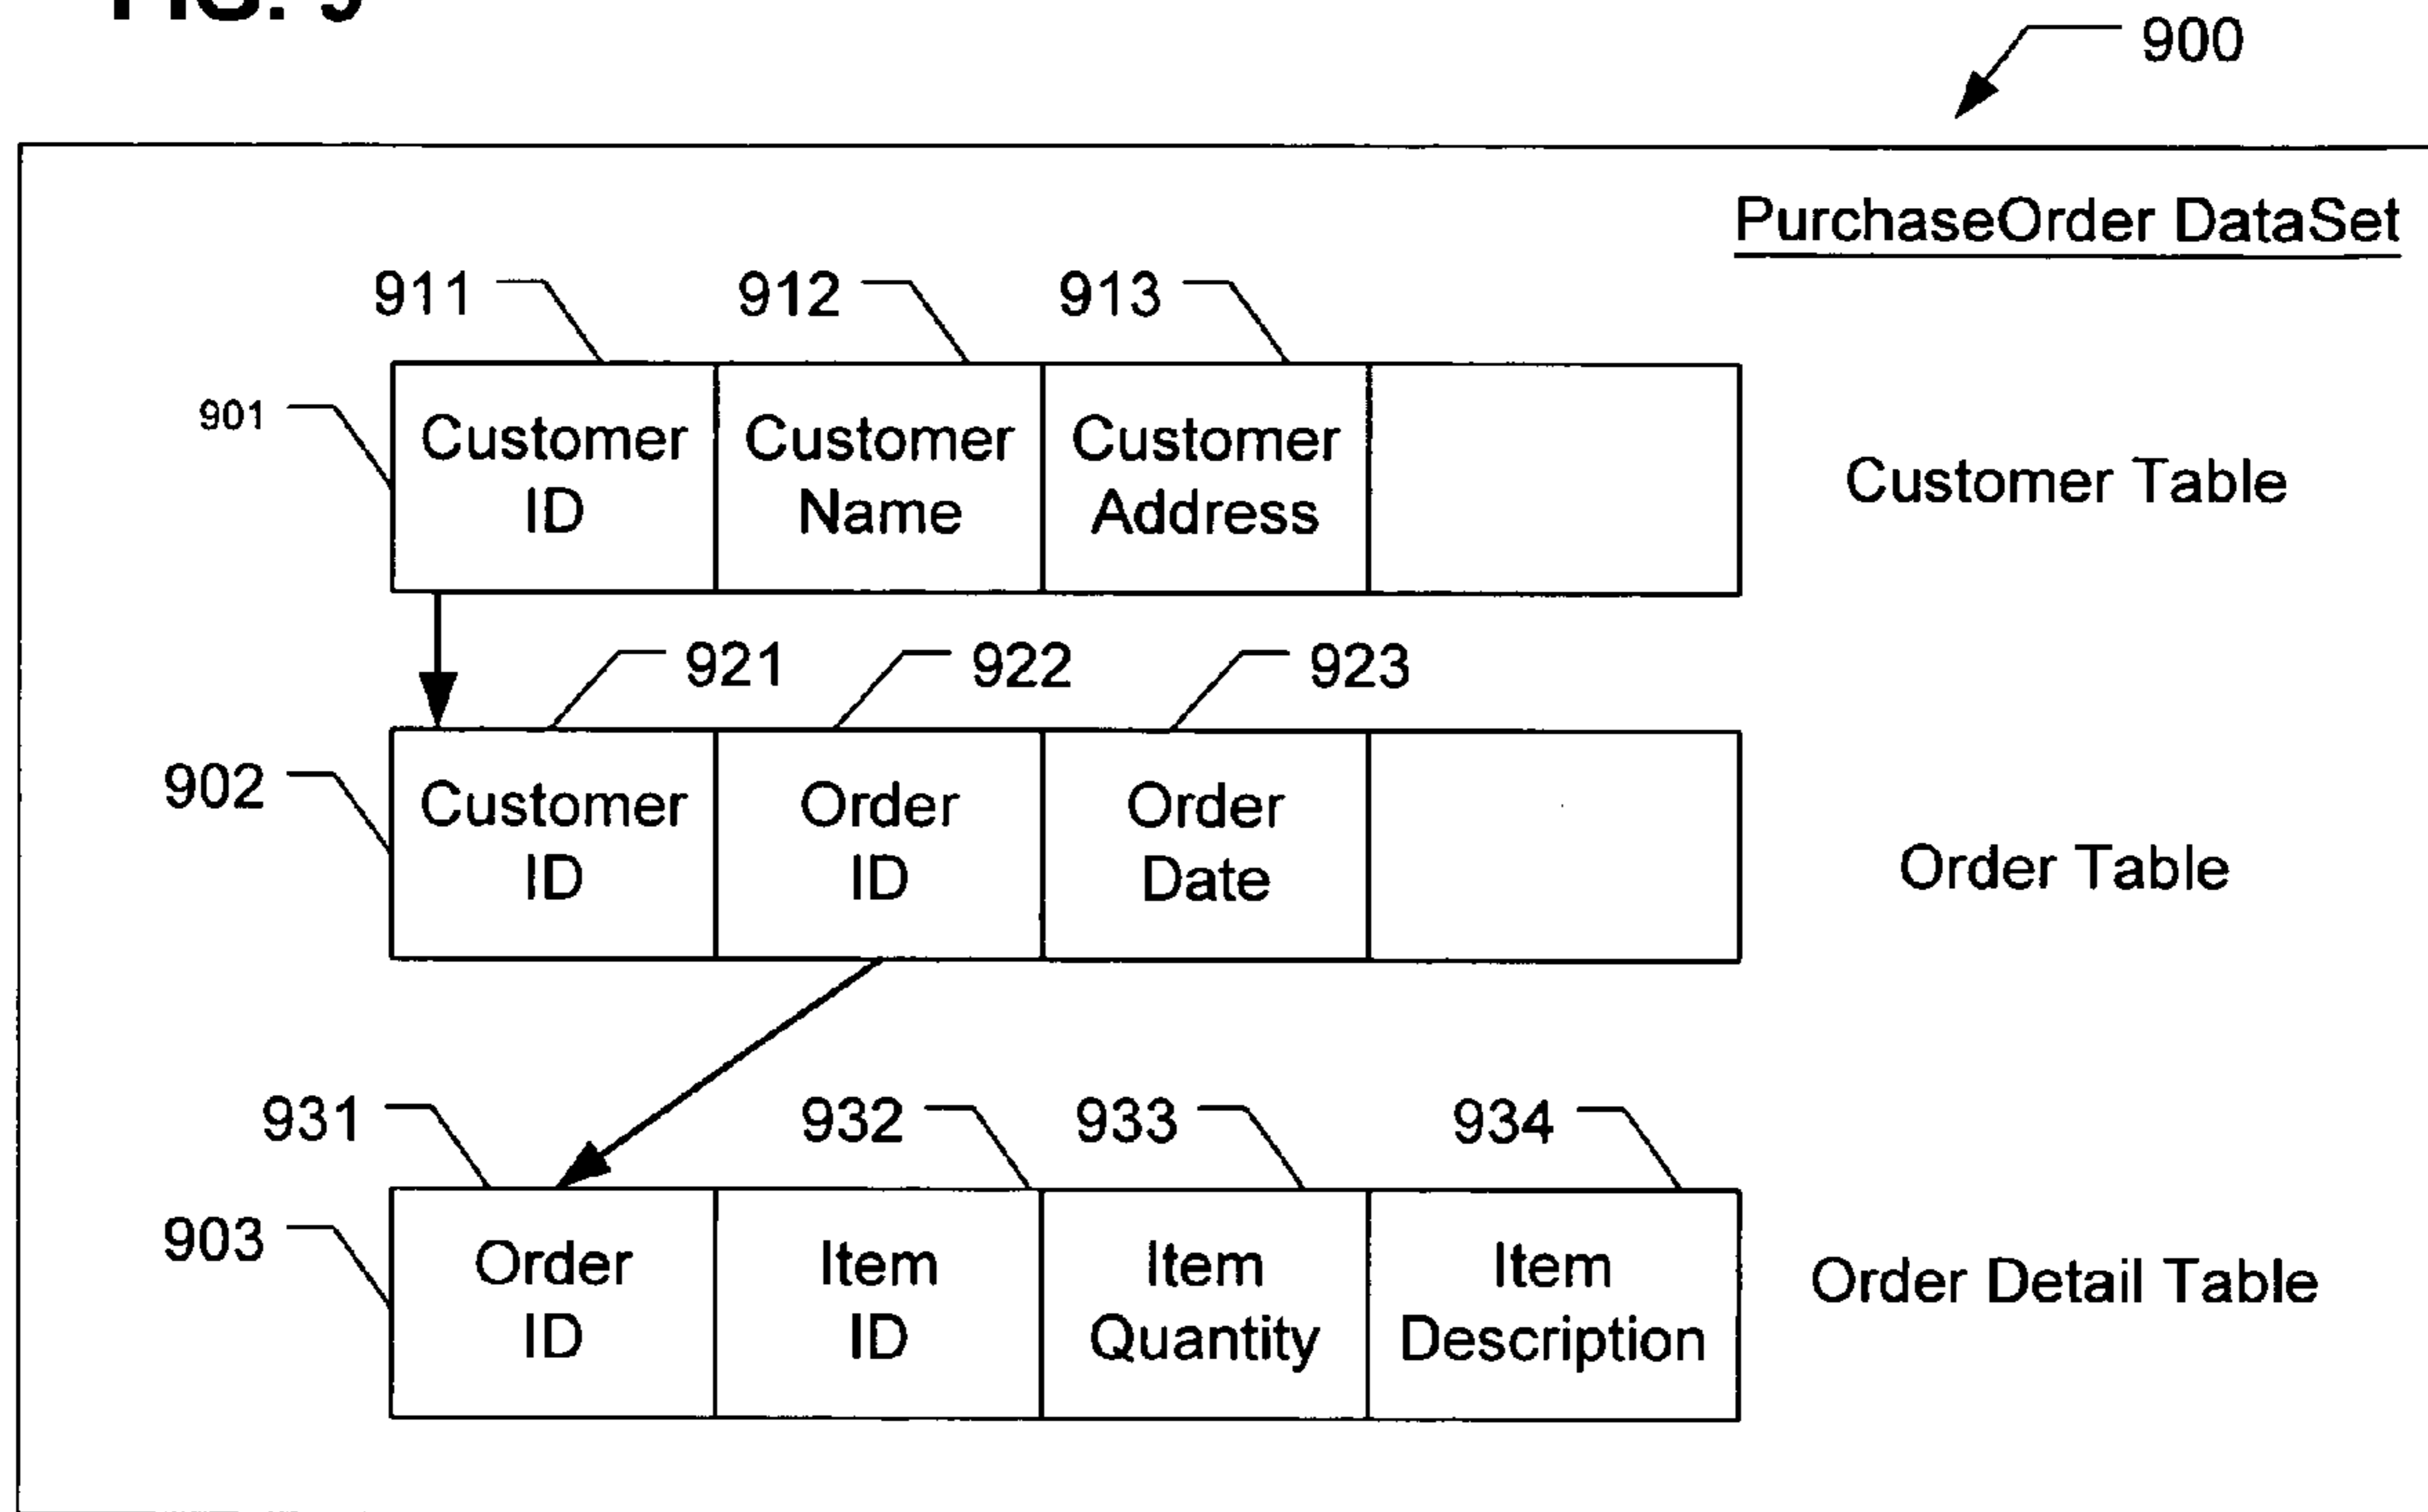 FIG. 9
900
PurchaseOrder DataSet
911
912
913
901
Customer ID
Customer Name
Customer Address
Customer Table
921
922
923
902
Customer ID
Order ID
Order Date
Order Table
931
932
933
934
903
Order ID
Item ID
Item Quantity
Item Description
Order Detail Table